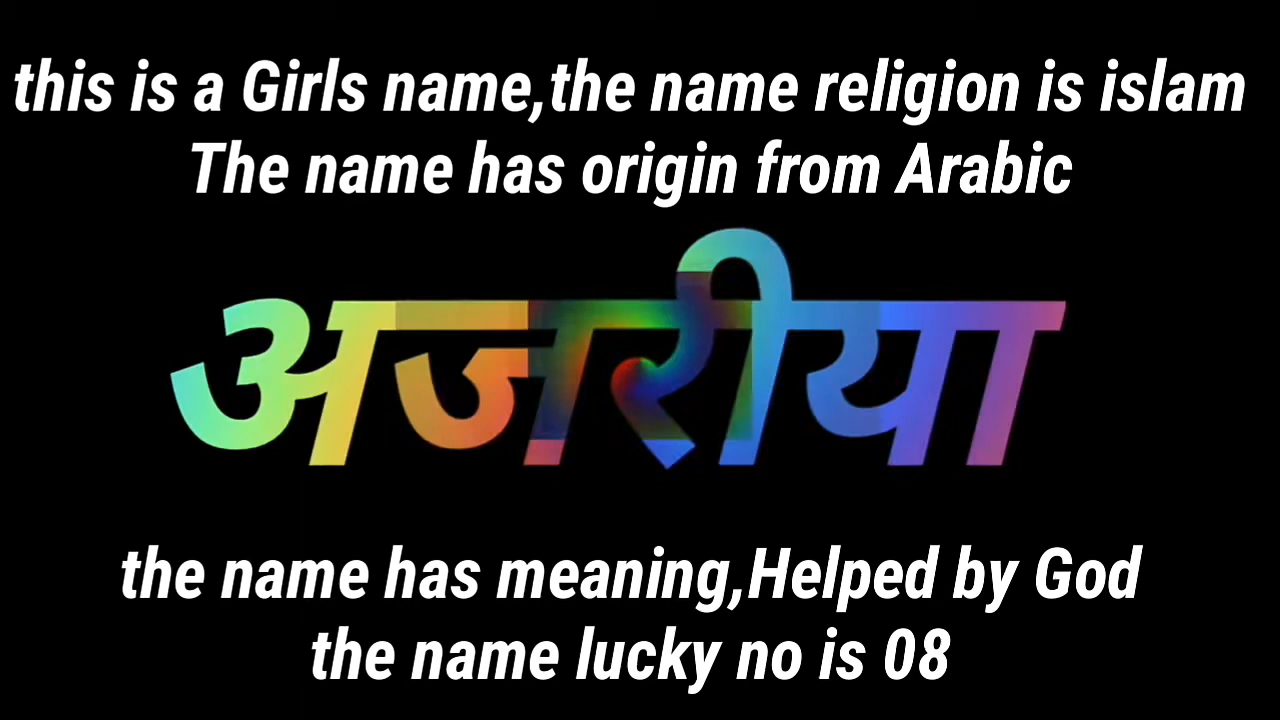 this is a Girls name,the name religion is islam
The name has origin from Arabic
अजरीया
the name has meaning,Helped by God
the name lucky no is 08